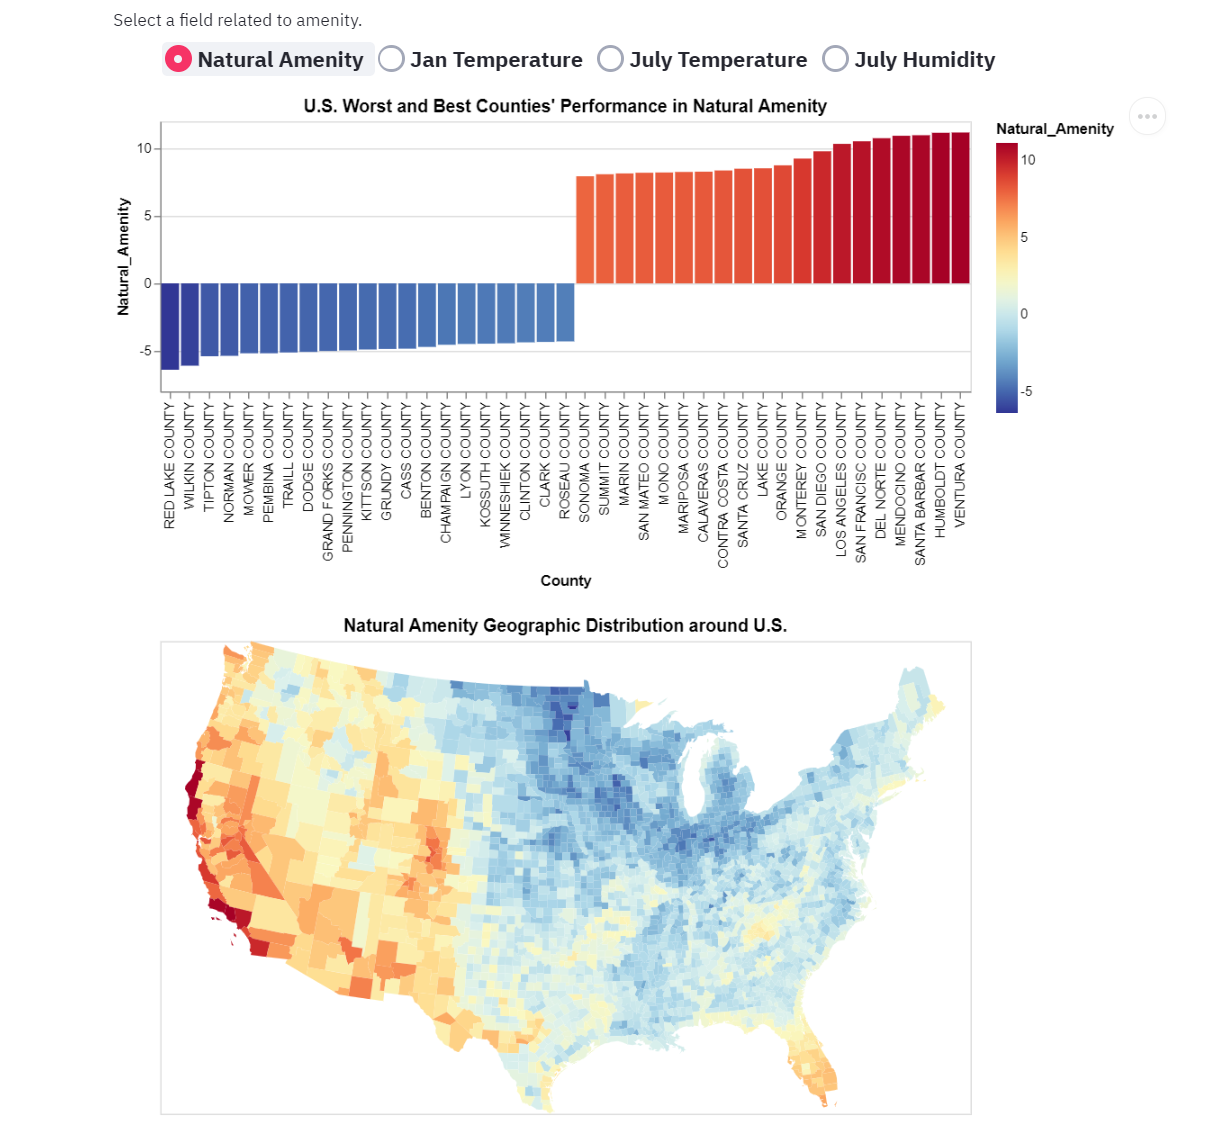 Select a field related to amenity.
Natural Amenity Jan Temperature July Temperature July Humidity
U.S. Worst and Best Counties' Performance in Natural Amenity
Natural_Amenity
10
5
0
-5
Natural_Amenity
10
5
0
-5
RED LAKE COUNTY
WILKIN COUNTY
TIPTON COUNTY
NORMAN COUNTY
MOWER COUNTY
PEMBINA COUNTY
TRAILL COUNTY
DODGE COUNTY
GRAND FORKS COUNTY
PENNINGTON COUNTY
KITTSON COUNTY
GRUNDY COUNTY
CASS COUNTY
BENTON COUNTY
CHAMPAIGN COUNTY
LYON COUNTY
KOSSUTH COUNTY
WINNESHIEK COUNTY
CLINTON COUNTY
CLARK COUNTY
ROSEAU COUNTY
SONOMA COUNTY
SUMMIT COUNTY
MARIN COUNTY
SAN MATEO COUNTY
MONO COUNTY
MARIPOSA COUNTY
CALAVERAS COUNTY
CONTRA COSTA COUNTY
SANTA CRUZ COUNTY
LAKE COUNTY
ORANGE COUNTY
MONTEREY COUNTY
SAN DIEGO COUNTY
LOS ANGELES COUNTY
SAN FRANCISC COUNTY
DEL NORTE COUNTY
MENDOCINO COUNTY
SANTA BARBAR COUNTY
HUMBOLDT COUNTY
VENTURA COUNTY
County
Natural Amenity Geographic Distribution around U.S.